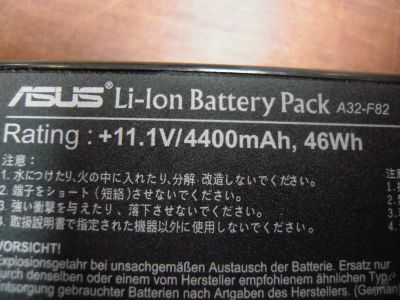 ASUS® Li-Ion Battery Pack A32-F82
Rating : +11.1V/4400mAh, 46Wh
注意：
1. 水につけたり、火の中に入れたり、分解・改造しないでください。
2. 端子をショート（短絡）させないでください。
3. 強い衝撃を与えたり、落下させないでください。
4. 取扱説明書で指定された機器以外に使用しないでください。
VORSICHT!
Explosionsgefahr bei unsachgemäßen Austausch der Batterie. Ersatz nur
durch denselben oder einem vom Hersteller empfohlenem ähnlichen Typ.
Entsorgung gebrauchter Batterien nach Angaben des Herstellers. (German)